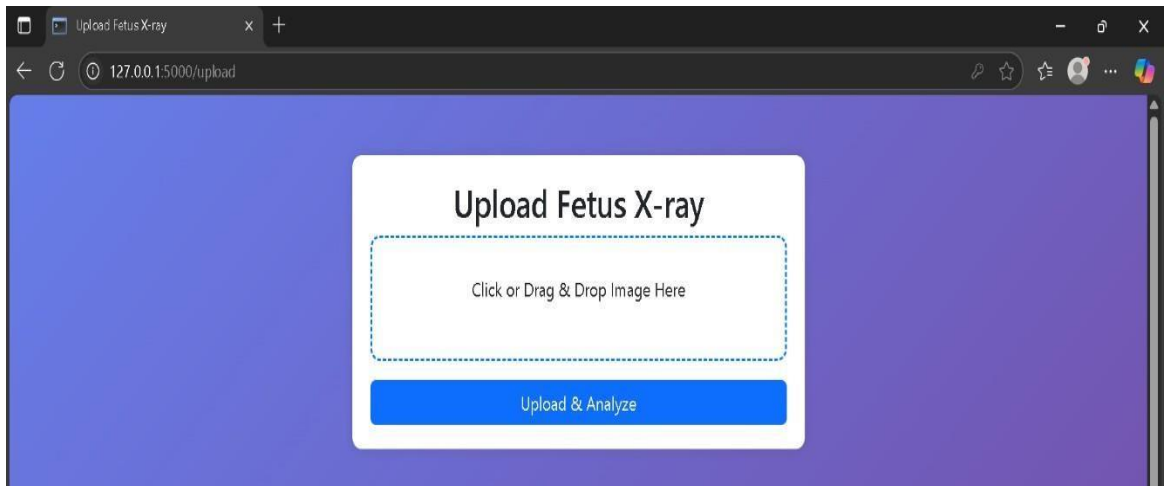 Upload Fetus X-ray
127.0.0.1:5000/upload
Upload Fetus X-ray
Click or Drag & Drop Image Here
Upload & Analyze